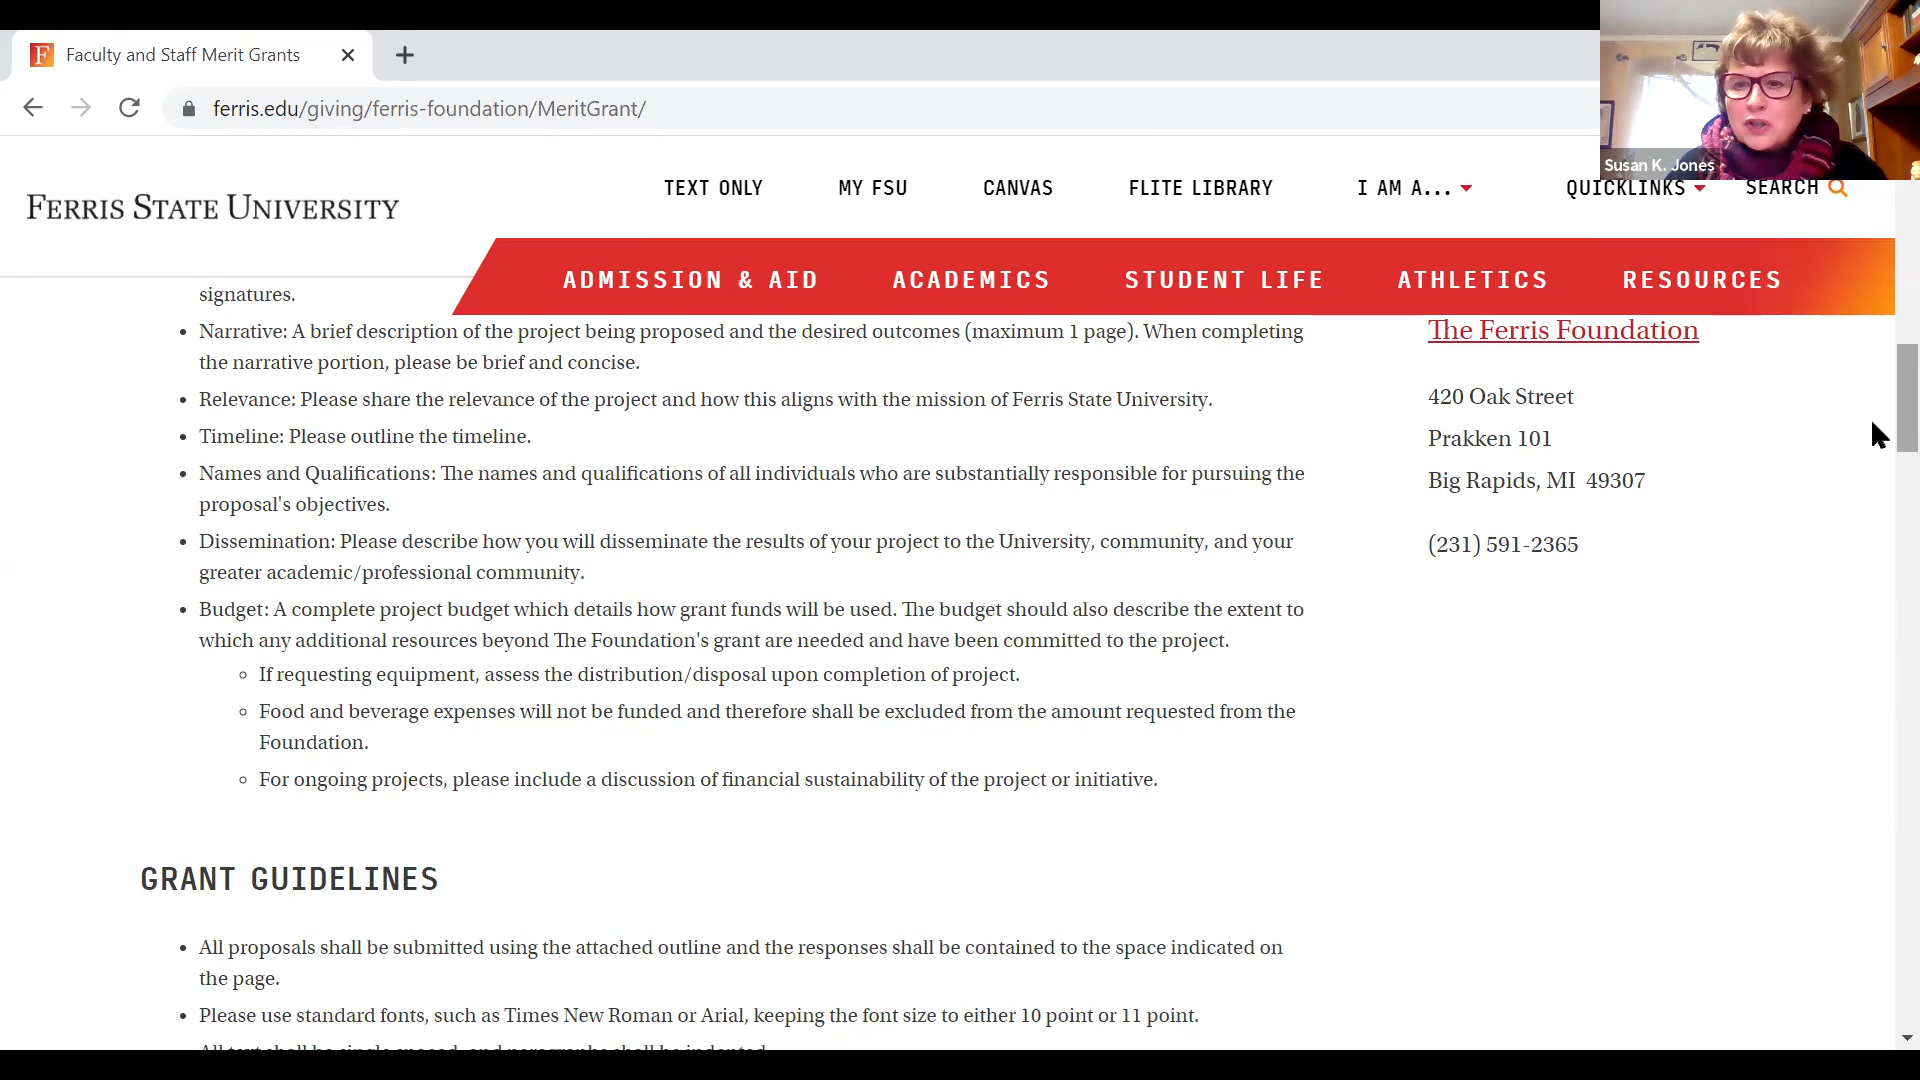 F Faculty and Staff Merit Grants
ferris.edu/giving/ferris-foundation/MeritGrant/
Susan K. Jones
FERRIS STATE UNIVERSITY
TEXT ONLY MY FSU CANVAS FLITE LIBRARY I AM A... QUICKLINKS SEARCH
ADMISSION & AID ACADEMICS STUDENT LIFE ATHLETICS RESOURCES
signatures.
• Narrative: A brief description of the project being proposed and the desired outcomes (maximum 1 page). When completing
the narrative portion, please be brief and concise.
• Relevance: Please share the relevance of the project and how this aligns with the mission of Ferris State University.
• Timeline: Please outline the timeline.
• Names and Qualifications: The names and qualifications of all individuals who are substantially responsible for pursuing the
proposal's objectives.
• Dissemination: Please describe how you will disseminate the results of your project to the University, community, and your
greater academic/professional community.
• Budget: A complete project budget which details how grant funds will be used. The budget should also describe the extent to
which any additional resources beyond The Foundation's grant are needed and have been committed to the project.
◦ If requesting equipment, assess the distribution/disposal upon completion of project.
◦ Food and beverage expenses will not be funded and therefore shall be excluded from the amount requested from the
Foundation.
◦ For ongoing projects, please include a discussion of financial sustainability of the project or initiative.
The Ferris Foundation
420 Oak Street
Prakken 101
Big Rapids, MI 49307
(231) 591-2365
GRANT GUIDELINES
• All proposals shall be submitted using the attached outline and the responses shall be contained to the space indicated on
the page.
• Please use standard fonts, such as Times New Roman or Arial, keeping the font size to either 10 point or 11 point.
All text shall be single spaced, and paragraphs shall be indented.